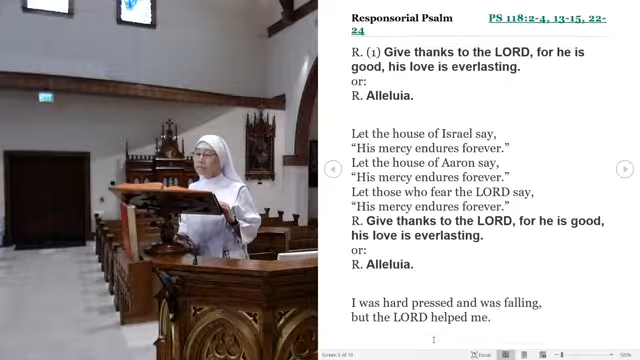 Responsorial Psalm PS 118:2-4, 13-15, 22-
24
R. (1) Give thanks to the LORD, for he is
good, his love is everlasting.
or:
R. Alleluia.
Let the house of Israel say,
“His mercy endures forever.”
Let the house of Aaron say,
“His mercy endures forever.”
Let those who fear the LORD say,
“His mercy endures forever.”
R. Give thanks to the LORD, for he is good,
his love is everlasting.
or:
R. Alleluia.
I was hard pressed and was falling,
but the LORD helped me.
Focus
100%